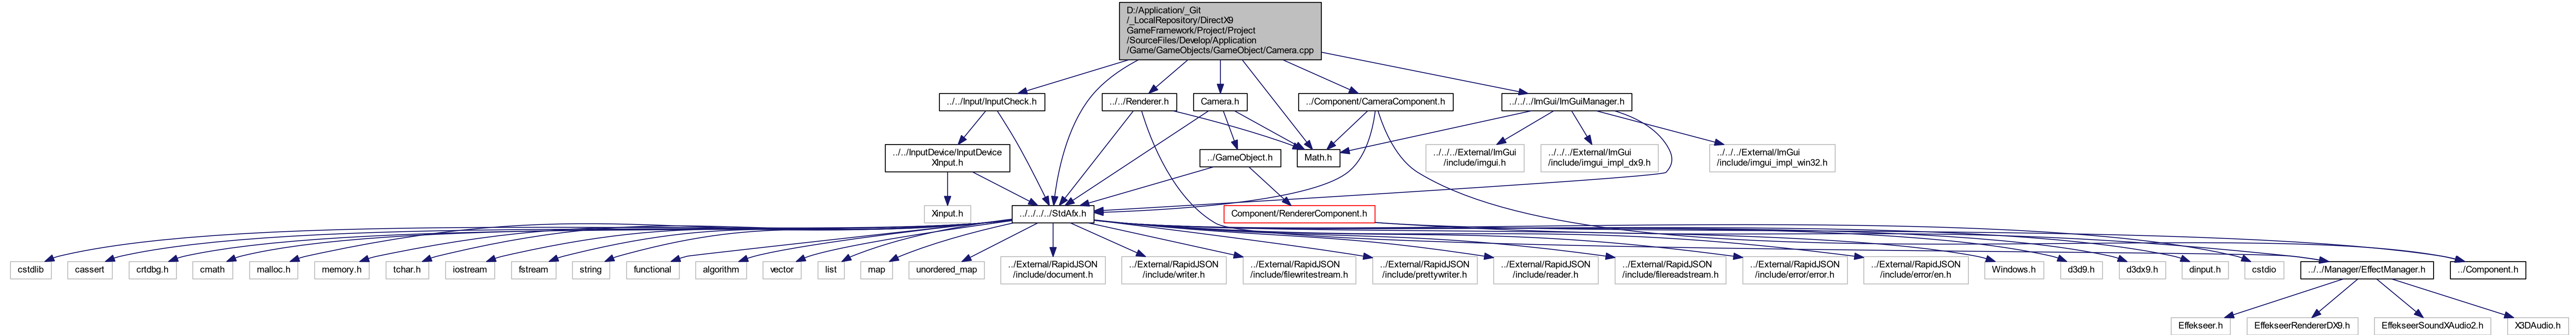 D:/Application/_Git
/_LocalRepository/DirectX9
GameFramework/Project/Project
/SourceFiles/Develop/Application
/Game/GameObjects/GameObject/Camera.cpp
../../Input/InputCheck.h
../../Renderer.h
Camera.h
../Component/CameraComponent.h
../../../ImGui/ImGuiManager.h
../../InputDevice/InputDevice
XInput.h
../GameObject.h
Math.h
../../../External/ImGui
/include/imgui.h
../../../External/ImGui
/include/imgui_impl_dx9.h
../../../External/ImGui
/include/imgui_impl_win32.h
Xinput.h
../../../../StdAfx.h
Component/RendererComponent.h
cstdlib
cassert
crtdbg.h
cmath
malloc.h
memory.h
tchar.h
iostream
fstream
string
functional
algorithm
vector
list
map
unordered_map
../External/RapidJSON
/include/document.h
../External/RapidJSON
/include/writer.h
../External/RapidJSON
/include/filewritestream.h
../External/RapidJSON
/include/prettywriter.h
../External/RapidJSON
/include/reader.h
../External/RapidJSON
/include/filereadstream.h
../External/RapidJSON
/include/error/error.h
../External/RapidJSON
/include/error/en.h
Windows.h
d3d9.h
d3dx9.h
dinput.h
cstdio
../../Manager/EffectManager.h
../Component.h
Effekseer.h
EffekseerRendererDX9.h
EffekseerSoundXAudio2.h
X3DAudio.h